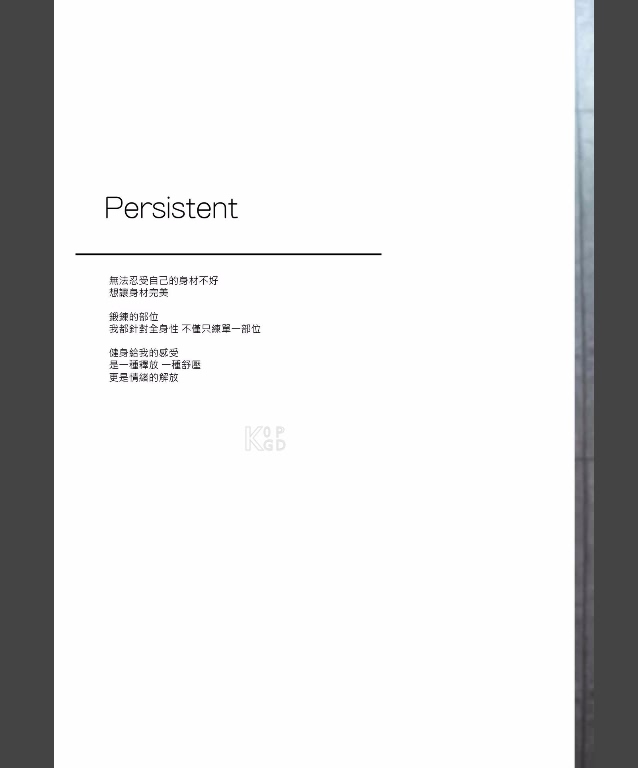 Persistent
無法忍受自己的身材不好
想讓身材完美
鍛鍊的部位
我都針對全身性 不僅只練單一部位
健身給我的感受
是一種釋放 一種舒壓
更是情緒的解放
K OP
GD